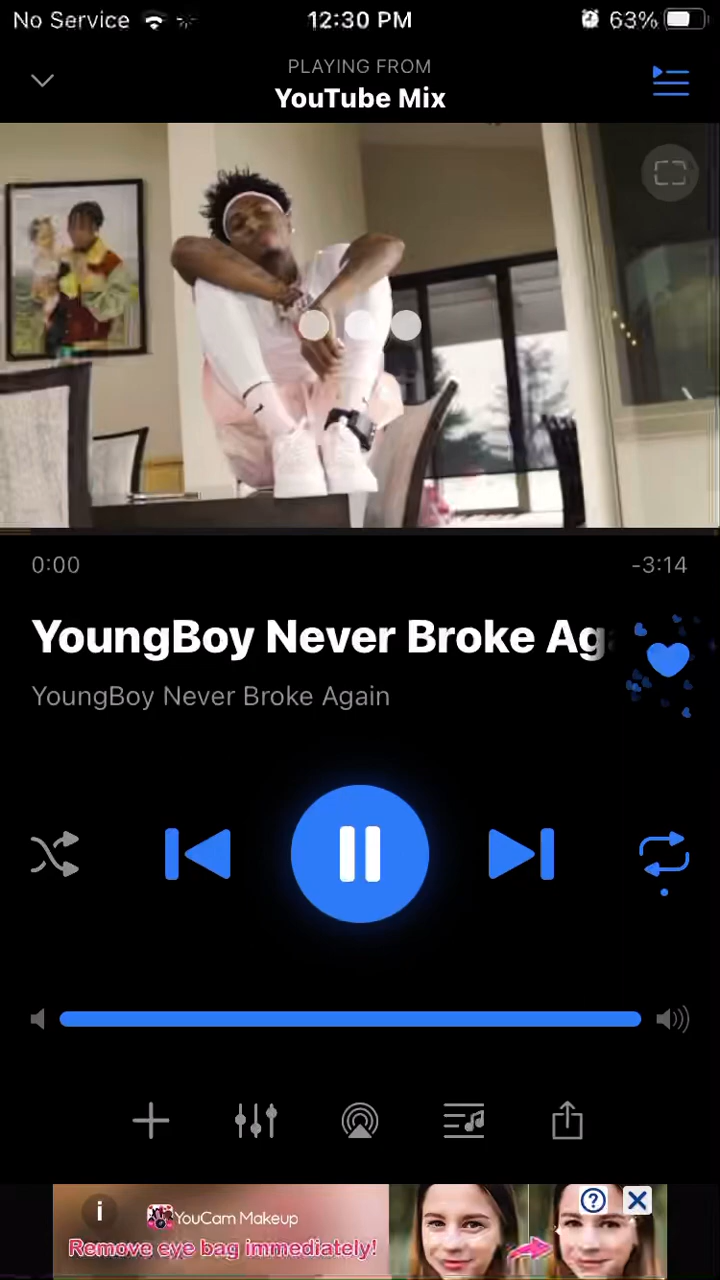 No Service
12:30 PM
63%
PLAYING FROM
YouTube Mix
0:00
-3:14
YoungBoy Never Broke Ag
YoungBoy Never Broke Again
i
YouCam Makeup
Remove eye bag immediately!
?